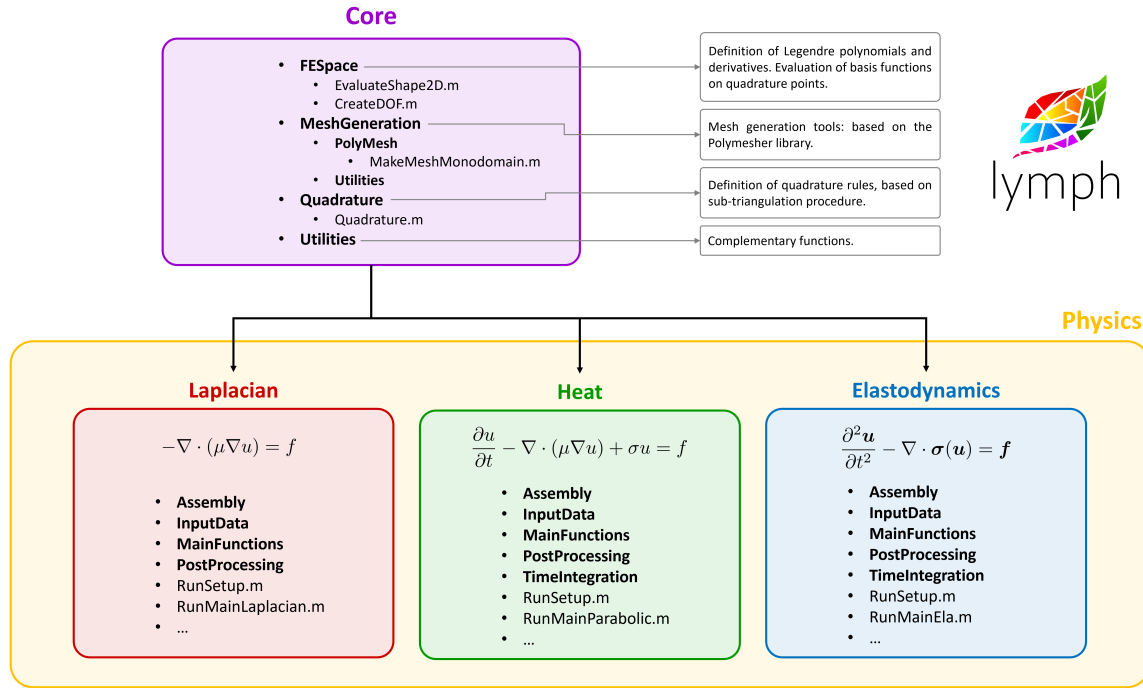 Core
• FESpace
• EvaluateShape2D.m
• CreateDOF.m
• MeshGeneration
• PolyMesh
• MakeMeshMonodomain.m
• Utilities
• Quadrature
• Quadrature.m
• Utilities
Definition of Legendre polynomials and
derivatives. Evaluation of basis functions
on quadrature points.
Mesh generation tools: based on the
Polymesher library.
Definition of quadrature rules, based on
sub-triangulation procedure.
Complementary functions.
lymph
Physics
Laplacian
−∇ · (μ∇u) = f
• Assembly
• InputData
• MainFunctions
• PostProcessing
• RunSetup.m
• RunMainLaplacian.m
• ...
Heat
∂u/∂t − ∇ · (μ∇u) + σu = f
• Assembly
• InputData
• MainFunctions
• PostProcessing
• TimeIntegration
• RunSetup.m
• RunMainParabolic.m
• ...
Elastodynamics
∂²𝒖/∂t² − ∇ · 𝝈(𝒖) = 𝒇
• Assembly
• InputData
• MainFunctions
• PostProcessing
• TimeIntegration
• RunSetup.m
• RunMainEla.m
• ...